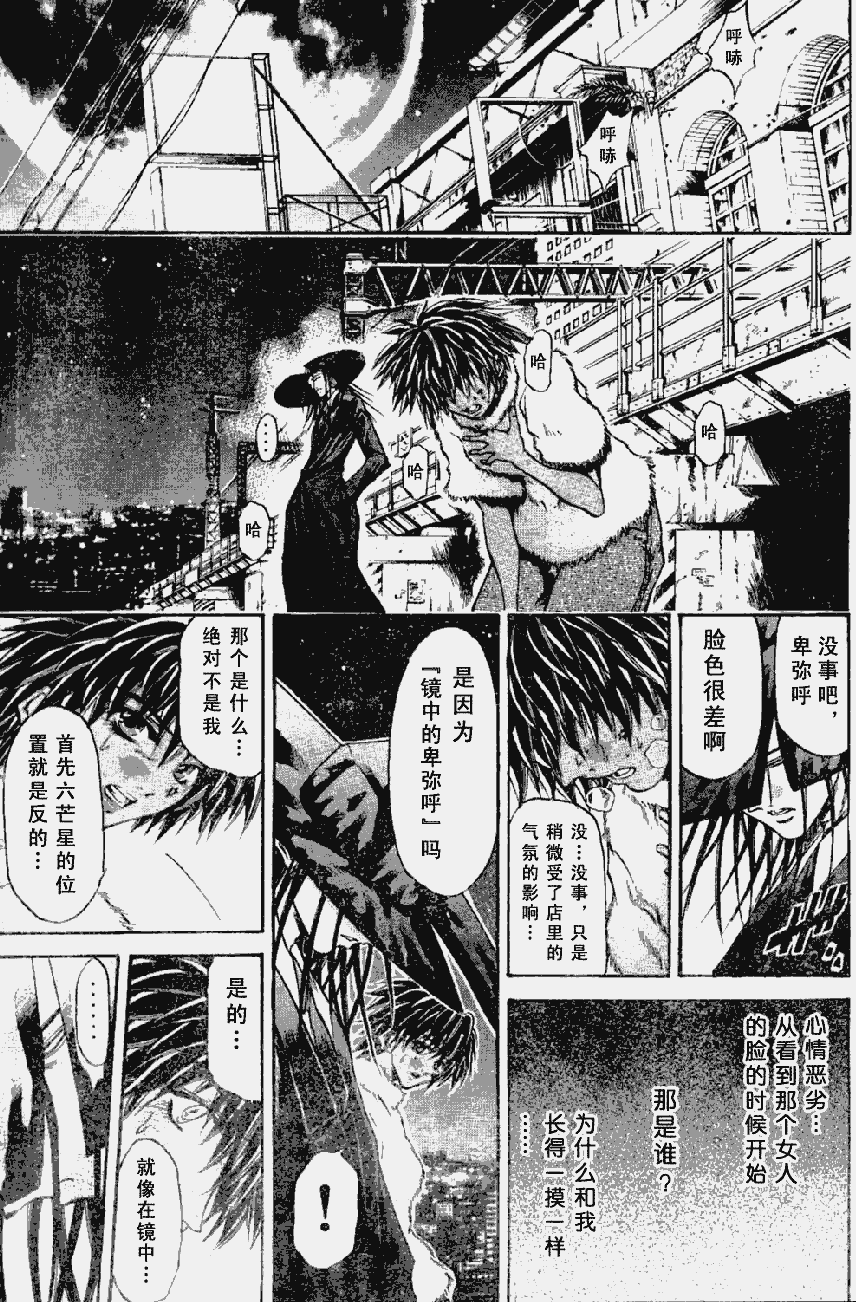 呼
哧
呼
哧
哈
哈
哈
哈
…
没事吧，
卑弥呼
脸色很
差啊
没…没事，只是
稍微受了店里的
气氛的影响…
心情恶劣…
从看到那个女人
的脸的时候开始
那是谁？
为什么和我
长得一摸一样
……
是因为
『镜中的卑弥呼』吗
！
那个是什么…
绝对不是我
首先六芒星的位
置就是反的…
是的…
就像在镜中…
……